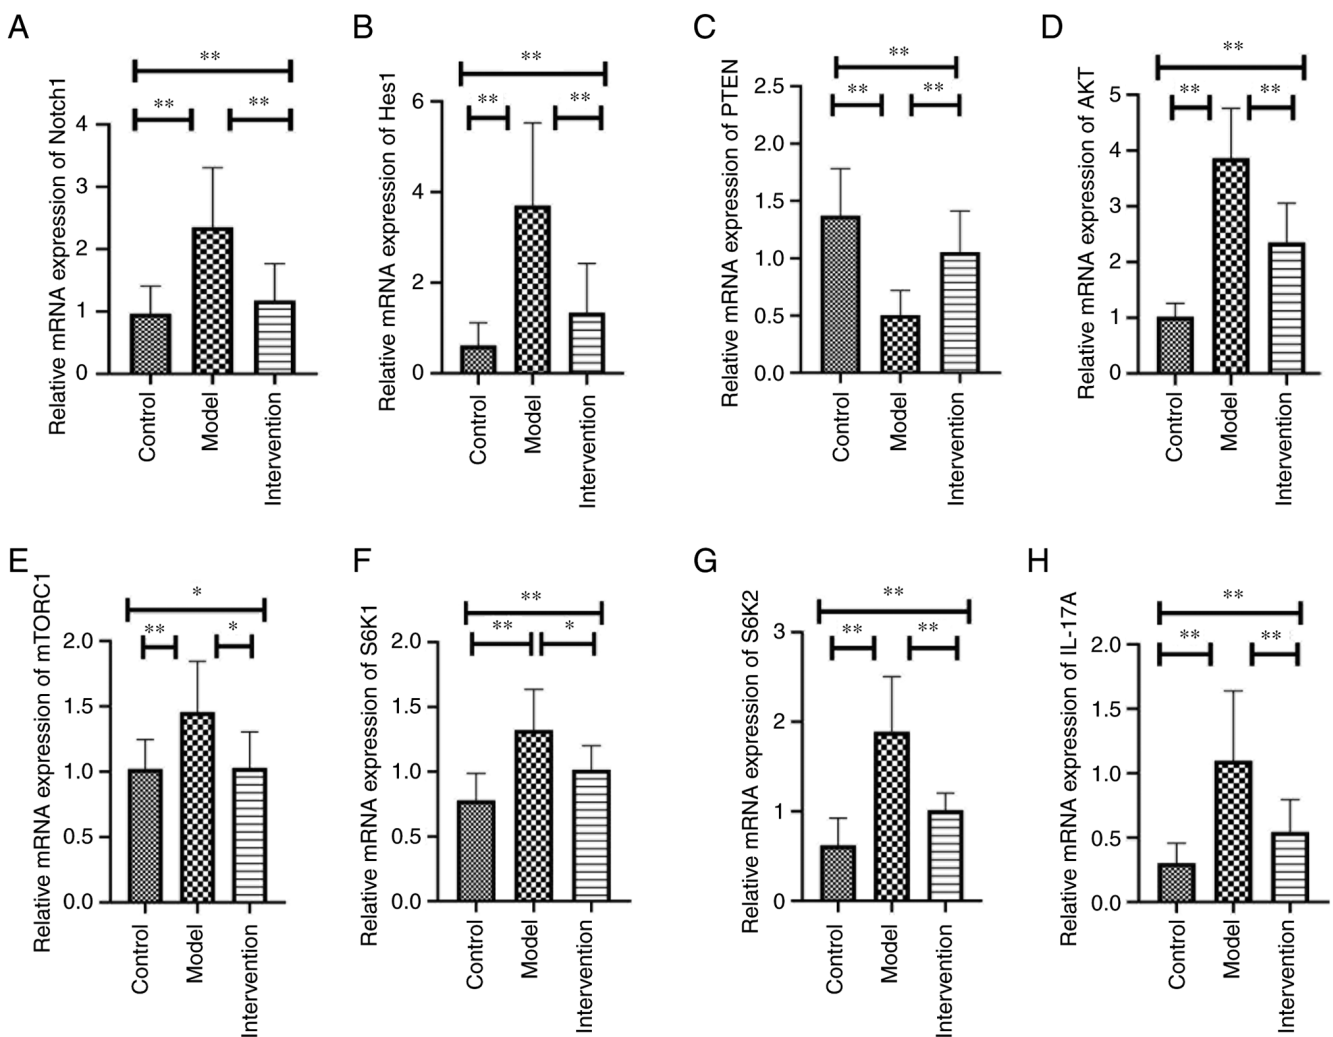 A
Relative mRNA expression of Notch1
**
**
**
4
3
2
1
0
Control
Model
Intervention
B
Relative mRNA expression of Hes1
**
**
**
6
4
2
0
Control
Model
Intervention
C
Relative mRNA expression of PTEN
**
**
**
2.5
2.0
1.5
1.0
0.5
0.0
Control
Model
Intervention
D
Relative mRNA expression of AKT
**
**
**
5
4
3
2
1
0
Control
Model
Intervention
E
Relative mRNA expression of mTORC1
*
**
*
2.0
1.5
1.0
0.5
0.0
Control
Model
Intervention
F
Relative mRNA expression of S6K1
**
**
*
2.0
1.5
1.0
0.5
0.0
Control
Model
Intervention
G
Relative mRNA expression of S6K2
**
**
**
3
2
1
0
Control
Model
Intervention
H
Relative mRNA expression of IL-17A
**
**
**
2.0
1.5
1.0
0.5
0.0
Control
Model
Intervention